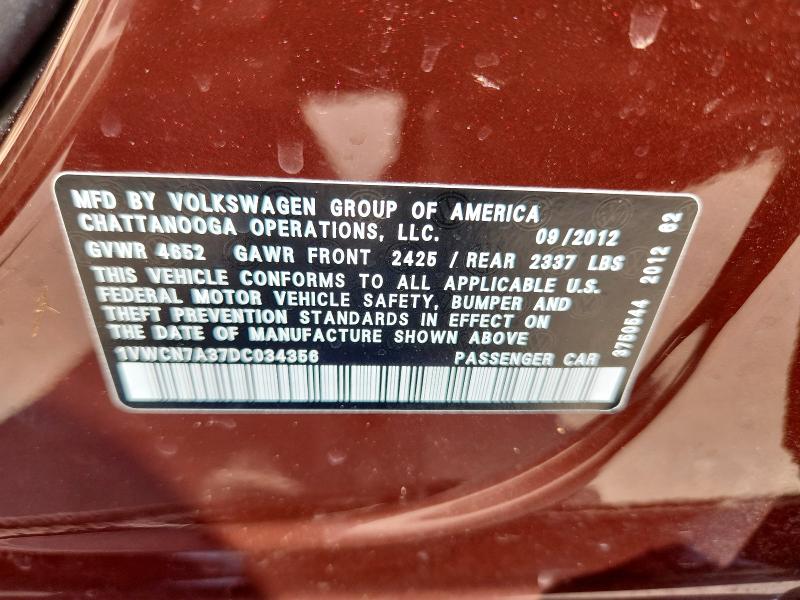 MFD BY VOLKSWAGEN GROUP OF AMERICA
CHATTANOOGA OPERATIONS, LLC. 09/2012
GVWR 4652 GAWR FRONT 2425 / REAR 2337 LBS
THIS VEHICLE CONFORMS TO ALL APPLICABLE U.S.
FEDERAL MOTOR VEHICLE SAFETY, BUMPER AND
THEFT PREVENTION STANDARDS IN EFFECT ON
THE DATE OF MANUFACTURE SHOWN ABOVE
1VWCN7A37DC034356 PASSENGER CAR
3760544 2012 62